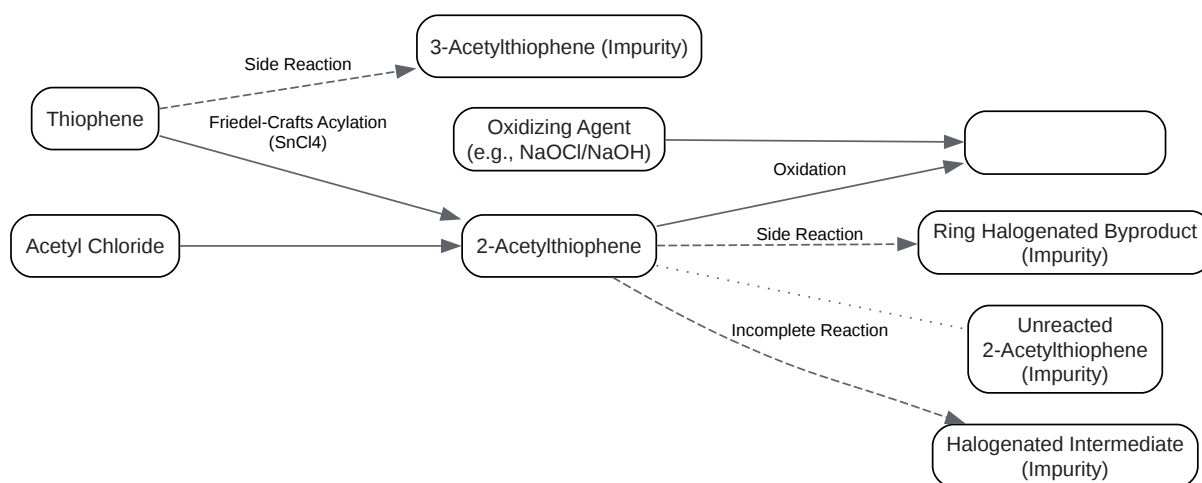 3-Acetylthiophene (Impurity)
Side Reaction
Thiophene
Friedel-Crafts Acylation
(SnCl4)
Oxidizing Agent
(e.g., NaOCl/NaOH)
Oxidation
Acetyl Chloride
2-Acetylthiophene
Side Reaction
Ring Halogenated Byproduct
(Impurity)
Incomplete Reaction
Unreacted
2-Acetylthiophene
(Impurity)
Halogenated Intermediate
(Impurity)